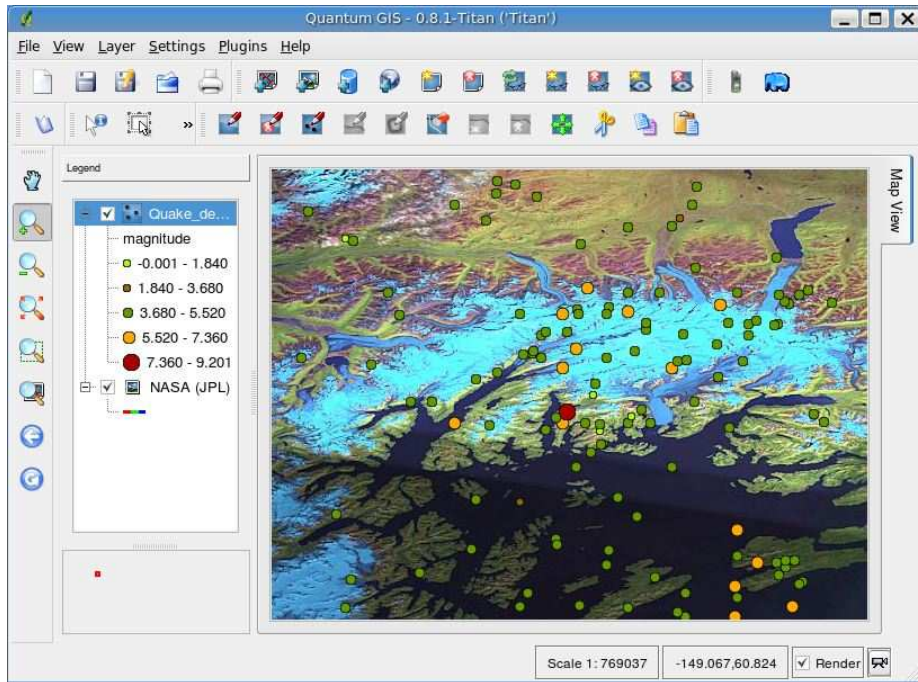 Quantum GIS - 0.8.1-Titan ('Titan')
File View Layer Settings Plugins Help
»
Legend
Map View
Quake_de...
magnitude
-0.001 - 1.840
1.840 - 3.680
3.680 - 5.520
5.520 - 7.360
7.360 - 9.201
NASA (JPL)
Scale 1: 769037
-149.067,60.824
Render